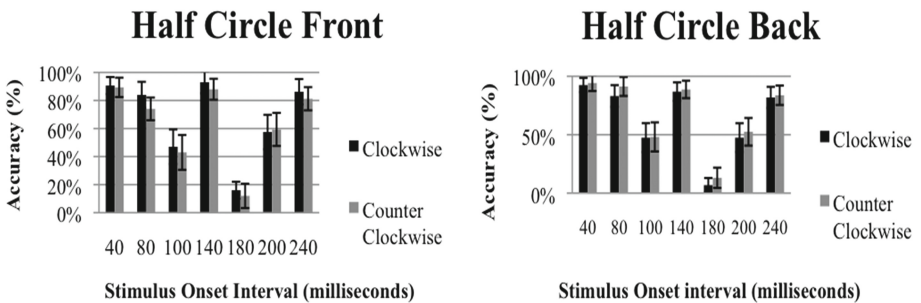 Half Circle Front
Accuracy (%)
100%
80%
60%
40%
20%
0%
40 80 100 140 180 200 240
Clockwise
Counter
Clockwise
Stimulus Onset Interval (milliseconds)
Half Circle Back
Accuracy (%)
100%
50%
0%
40 80 100 140 180 200 240
Clockwise
Counter
Clockwise
Stimulus Onset interval (milliseconds)